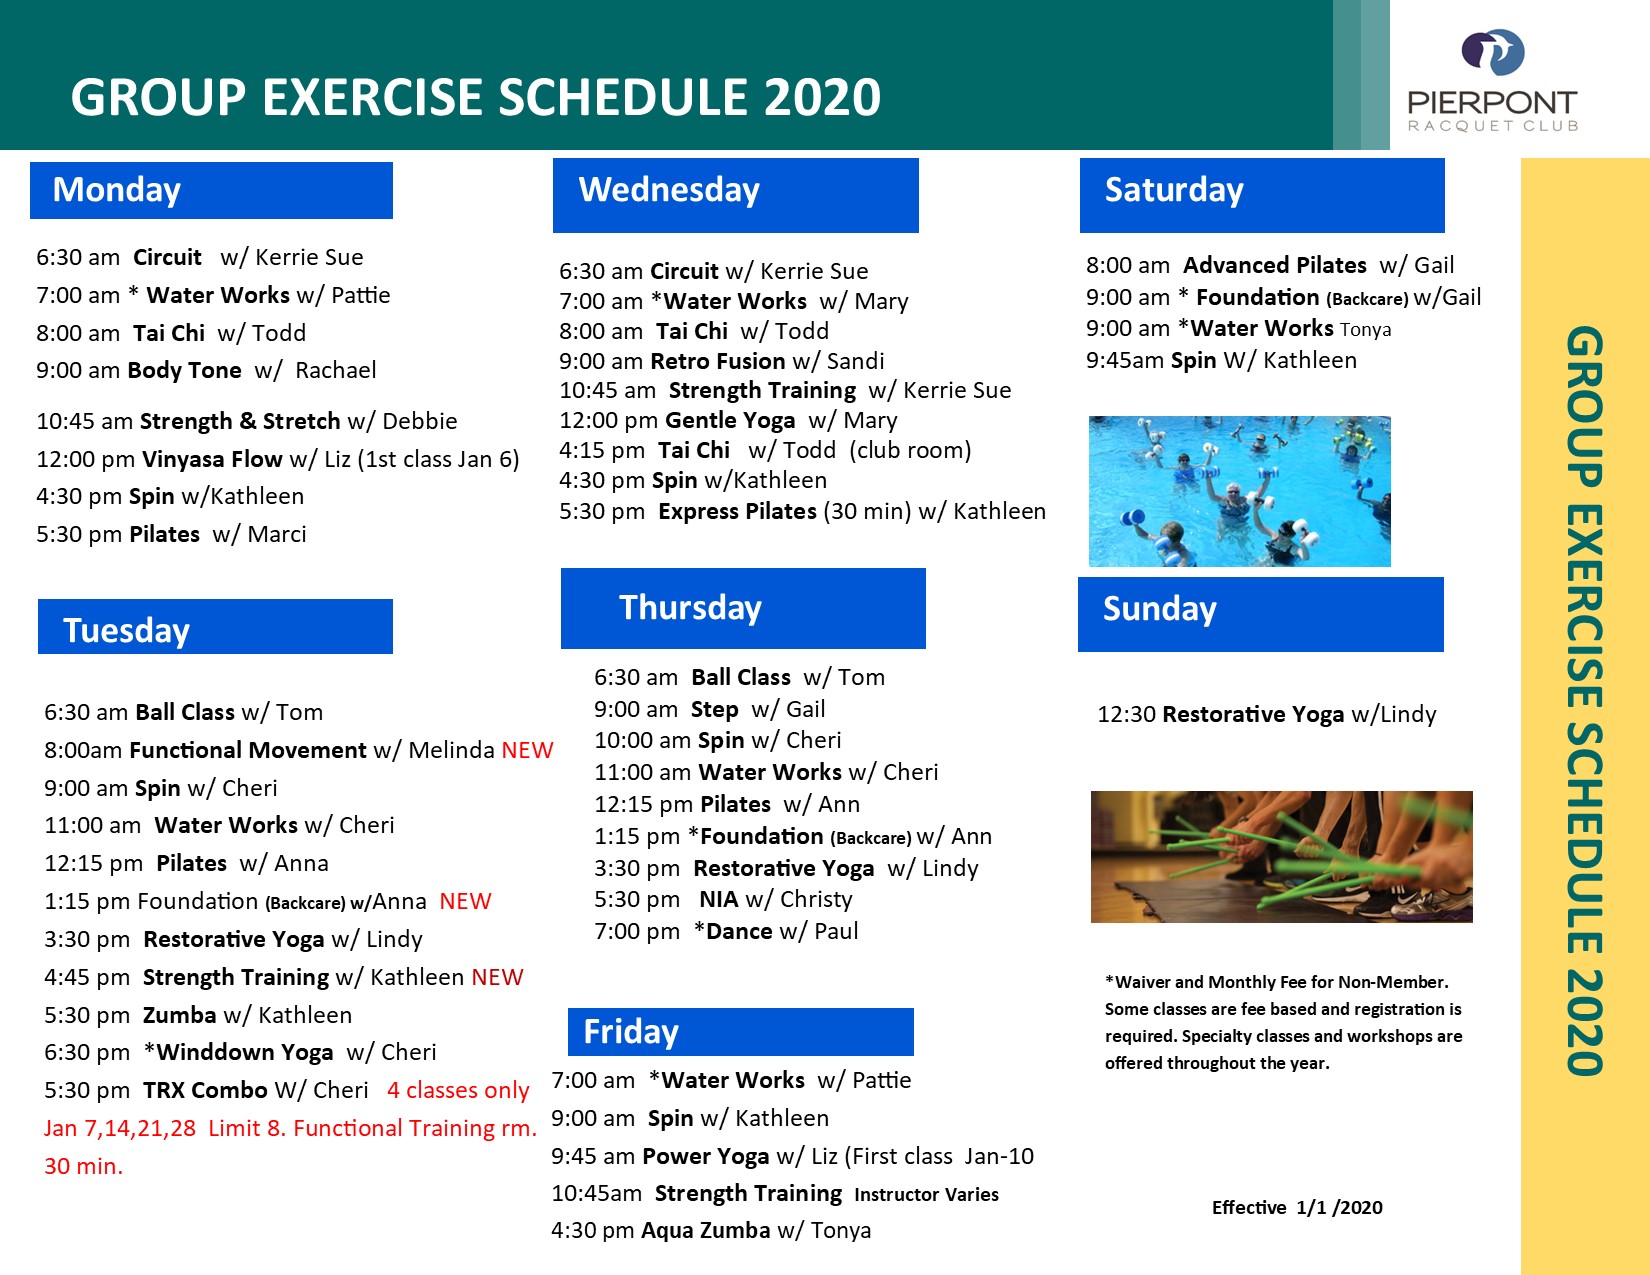 GROUP EXERCISE SCHEDULE 2020
PIERPONT
RACQUET CLUB
Monday
6:30 am Circuit w/ Kerrie Sue
7:00 am * Water Works w/ Pattie
8:00 am Tai Chi w/ Todd
9:00 am Body Tone w/ Rachael
10:45 am Strength & Stretch w/ Debbie
12:00 pm Vinyasa Flow w/ Liz (1st class Jan 6)
4:30 pm Spin w/Kathleen
5:30 pm Pilates w/ Marci
Tuesday
6:30 am Ball Class w/ Tom
8:00am Functional Movement w/ Melinda NEW
9:00 am Spin w/ Cheri
11:00 am Water Works w/ Cheri
12:15 pm Pilates w/ Anna
1:15 pm Foundation (Backcare) w/Anna NEW
3:30 pm Restorative Yoga w/ Lindy
4:45 pm Strength Training w/ Kathleen NEW
5:30 pm Zumba w/ Kathleen
6:30 pm *Winddown Yoga w/ Cheri
5:30 pm TRX Combo W/ Cheri 4 classes only
Jan 7,14,21,28 Limit 8. Functional Training rm.
30 min.
Wednesday
6:30 am Circuit w/ Kerrie Sue
7:00 am *Water Works w/ Mary
8:00 am Tai Chi w/ Todd
9:00 am Retro Fusion w/ Sandi
10:45 am Strength Training w/ Kerrie Sue
12:00 pm Gentle Yoga w/ Mary
4:15 pm Tai Chi w/ Todd (club room)
4:30 pm Spin w/Kathleen
5:30 pm Express Pilates (30 min) w/ Kathleen
Thursday
6:30 am Ball Class w/ Tom
9:00 am Step w/ Gail
10:00 am Spin w/ Cheri
11:00 am Water Works w/ Cheri
12:15 pm Pilates w/ Ann
1:15 pm *Foundation (Backcare) w/ Ann
3:30 pm Restorative Yoga w/ Lindy
5:30 pm NIA w/ Christy
7:00 pm *Dance w/ Paul
Friday
7:00 am *Water Works w/ Pattie
9:00 am Spin w/ Kathleen
9:45 am Power Yoga w/ Liz (First class Jan-10
10:45am Strength Training Instructor Varies
4:30 pm Aqua Zumba w/ Tonya
Saturday
8:00 am Advanced Pilates w/ Gail
9:00 am * Foundation (Backcare) w/Gail
9:00 am *Water Works Tonya
9:45am Spin W/ Kathleen
Sunday
12:30 Restorative Yoga w/Lindy
*Waiver and Monthly Fee for Non-Member.
Some classes are fee based and registration is
required. Specialty classes and workshops are
offered throughout the year.
Effective 1/1 /2020
GROUP EXERCISE SCHEDULE 2020